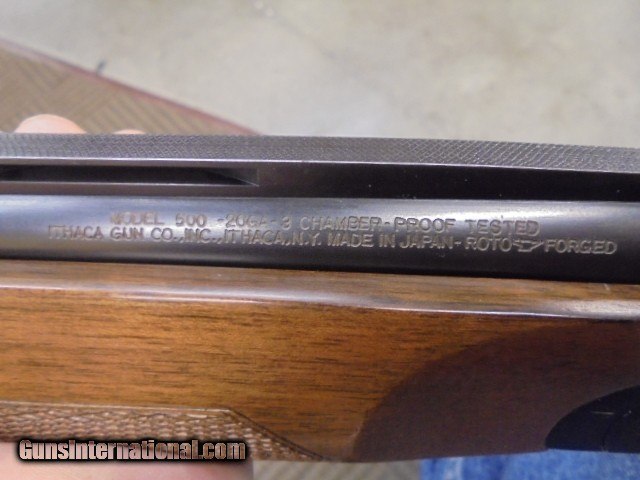 MODEL 600 -20GA-3 CHAMBER-PROOF TESTED
ITHACA GUN CO., INC., ITHACA, N.Y. MADE IN JAPAN-ROTO FORGED
GunsInternational.com